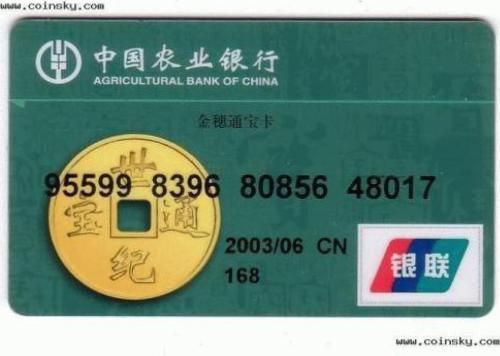 www.coinsky.com
中国农业银行
AGRICULTURAL BANK OF CHINA
金穗通宝卡
95599 8396 80856 48017
世
宝 通
纪
2003/06 CN
168
银联
www.coinsky.com